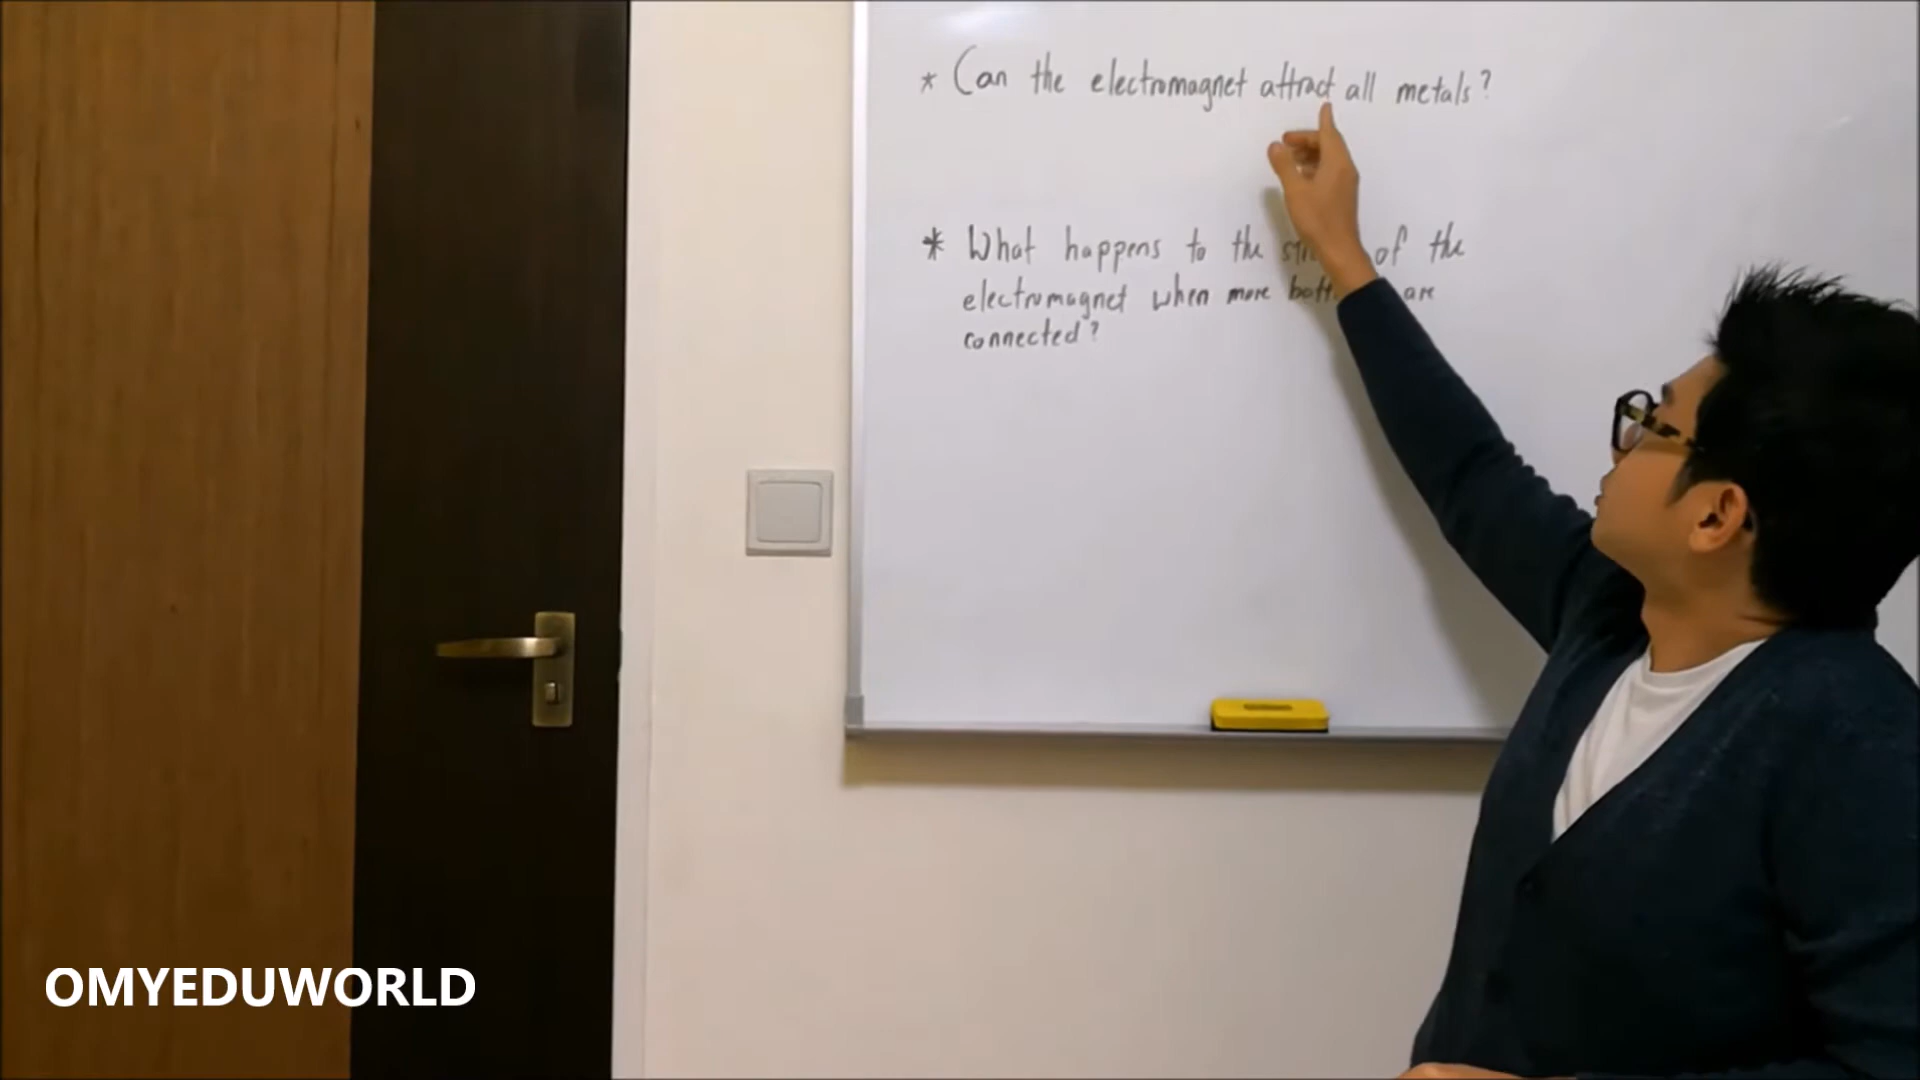 * Can the electromagnet attract all metals?
* What happens to the of the
electromagnet when more are
connected?
OMYEDUWORLD